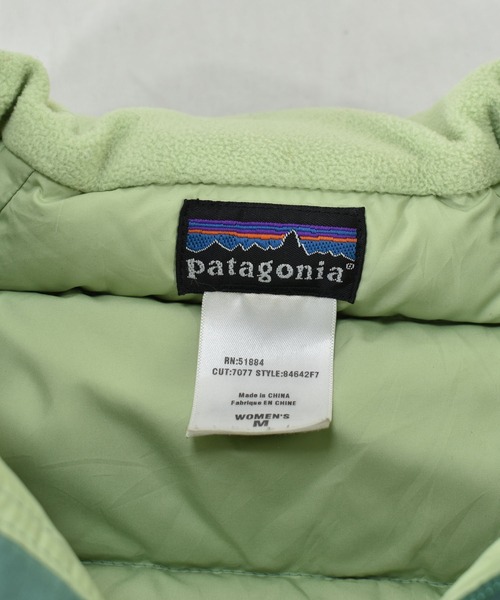 patagonia®
RN:51884
CUT:7077 STYLE:84642F7
Made in CHINA
Fabriqué EN CHINE
WOMEN'S
M